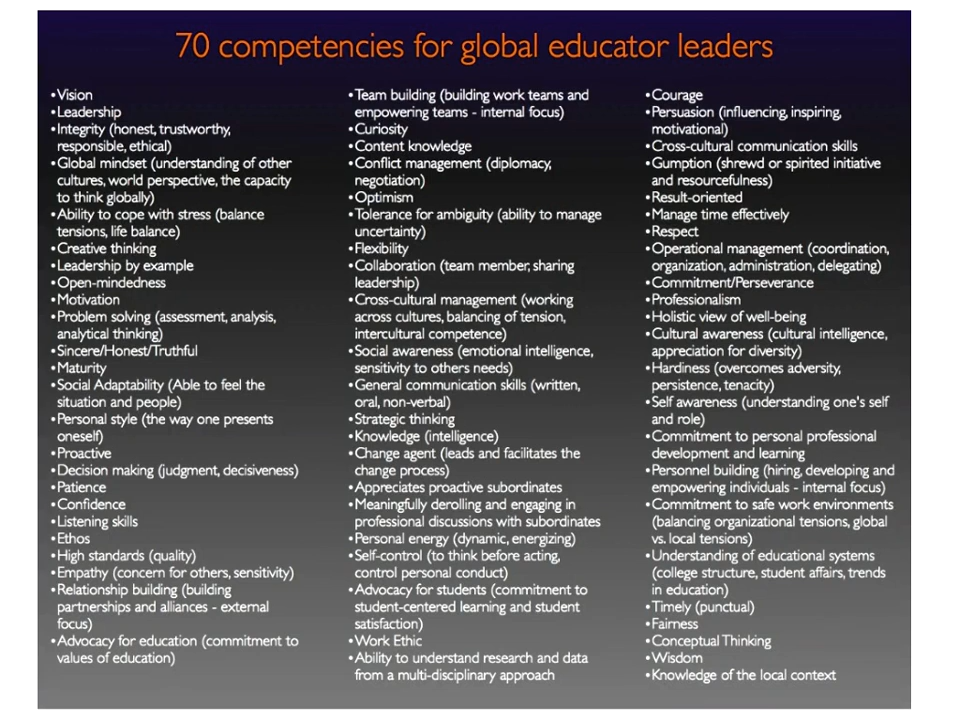 70 competencies for global educator leaders
•Vision
•Leadership
•Integrity (honest, trustworthy,
responsible, ethical)
•Global mindset (understanding of other
cultures, world perspective, the capacity
to think globally)
•Ability to cope with stress (balance
tensions, life balance)
•Creative thinking
•Leadership by example
•Open-mindedness
•Motivation
•Problem solving (assessment, analysis,
analytical thinking)
•Sincere/Honest/Truthful
•Maturity
•Social Adaptability (Able to feel the
situation and people)
•Personal style (the way one presents
oneself)
•Proactive
•Decision making (judgment, decisiveness)
•Patience
•Confidence
•Listening skills
•Ethos
•High standards (quality)
•Empathy (concern for others, sensitivity)
•Relationship building (building
partnerships and alliances - external
focus)
•Advocacy for education (commitment to
values of education)
•Team building (building work teams and
empowering teams - internal focus)
•Curiosity
•Content knowledge
•Conflict management (diplomacy,
negotiation)
•Optimism
•Tolerance for ambiguity (ability to manage
uncertainty)
•Flexibility
•Collaboration (team member, sharing
leadership)
•Cross-cultural management (working
across cultures, balancing of tension,
intercultural competence)
•Social awareness (emotional intelligence,
sensitivity to others needs)
•General communication skills (written,
oral, non-verbal)
•Strategic thinking
•Knowledge (intelligence)
•Change agent (leads and facilitates the
change process)
•Appreciates proactive subordinates
•Meaningfully derolling and engaging in
professional discussions with subordinates
•Personal energy (dynamic, energizing)
•Self-control (to think before acting,
control personal conduct)
•Advocacy for students (commitment to
student-centered learning and student
satisfaction)
•Work Ethic
•Ability to understand research and data
from a multi-disciplinary approach
•Courage
•Persuasion (influencing, inspiring,
motivational)
•Cross-cultural communication skills
•Gumption (shrewd or spirited initiative
and resourcefulness)
•Result-oriented
•Manage time effectively
•Respect
•Operational management (coordination,
organization, administration, delegating)
•Commitment/Perseverance
•Professionalism
•Holistic view of well-being
•Cultural awareness (cultural intelligence,
appreciation for diversity)
•Hardiness (overcomes adversity,
persistence, tenacity)
•Self awareness (understanding one's self
and role)
•Commitment to personal professional
development and learning
•Personnel building (hiring, developing and
empowering individuals - internal focus)
•Commitment to safe work environments
(balancing organizational tensions, global
vs. local tensions)
•Understanding of educational systems
(college structure, student affairs, trends
in education)
•Timely (punctual)
•Fairness
•Conceptual Thinking
•Wisdom
•Knowledge of the local context